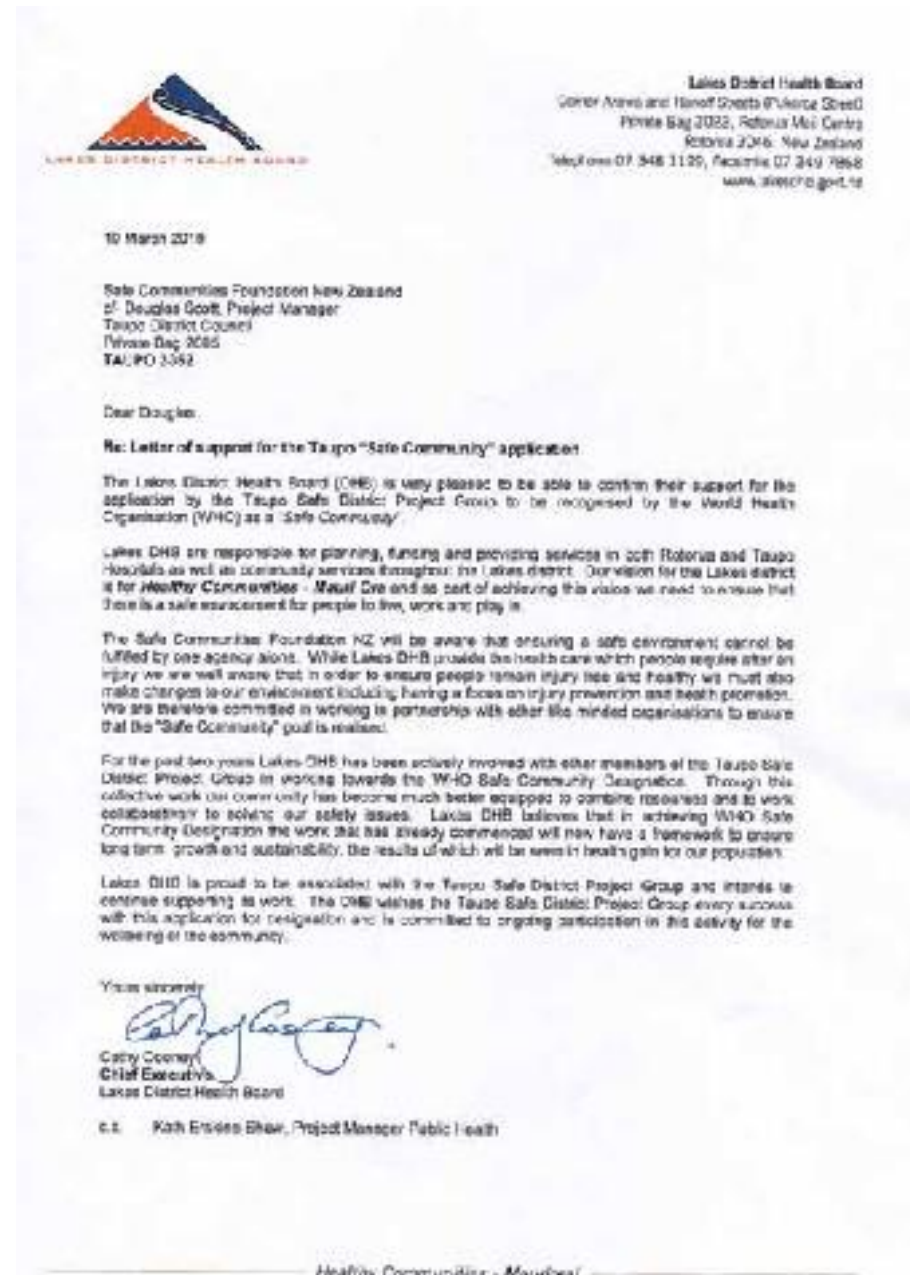 Lakes District Health Board
Private Bag 3023, Rotorua Mail Centre
Rotorua 3046, New Zealand
Telephone 07 348 1199, Facsimile 07 349 7868
LAKES DISTRICT HEALTH BOARD
10 March
Safe Communities Foundation New Zealand
c/- Douglas Scott, Project Manager
Taupo District Council
Private Bag 2005
TAUPO 3352
Dear Douglas
Re: Letter of support for the Taupo "Safe Community" application
The Lakes District Health Board (DHB) is very pleased to be able to confirm their support for the
application by the Taupo Safe District Project Group to be recognised by the World Health
Organisation (WHO) as a "Safe Community".
Lakes DHB are responsible for planning, funding and providing services in both Rotorua and Taupo
Hospitals as well as community services throughout the Lakes district. Our vision for the Lakes district
is for Healthy Communities - Mauri Ora and as part of achieving this vision we need to ensure that
there is a safe environment for people to live, work and play in.
The Safe Communities Foundation NZ will be aware that ensuring a safe environment cannot be
fulfilled by one agency alone. While Lakes DHB provide the health care which people require after an
injury we are well aware that in order to ensure people remain injury free and healthy we must also
make changes to our environment including having a focus on injury prevention and health promotion.
We are therefore committed in working in partnership with other like minded organisations to ensure
that the "Safe Community" goal is realised.
For the past two years Lakes DHB has been actively involved with other members of the Taupo Safe
District Project Group in working towards the WHO Safe Community Designation. Through this
collective work our community has become much better equipped to combine resources and to work
collaboratively to solving our safety issues. Lakes DHB believes that in achieving WHO Safe
Community Designation the work that has already commenced will now have a framework to ensure
long term growth and sustainability, the results of which will be seen in health gain for our population.
Lakes DHB is proud to be associated with the Taupo Safe District Project Group and intends to
continue supporting its work. The DHB wishes the Taupo Safe District Project Group every success
with this application for designation and is committed to ongoing participation in this activity for the
wellbeing of the community.
Yours sincerely
Cathy Cooney
Chief Executive
Lakes District Health Board
c.c. Kath Shaw, Project Manager Public Health
Healthy Communities -